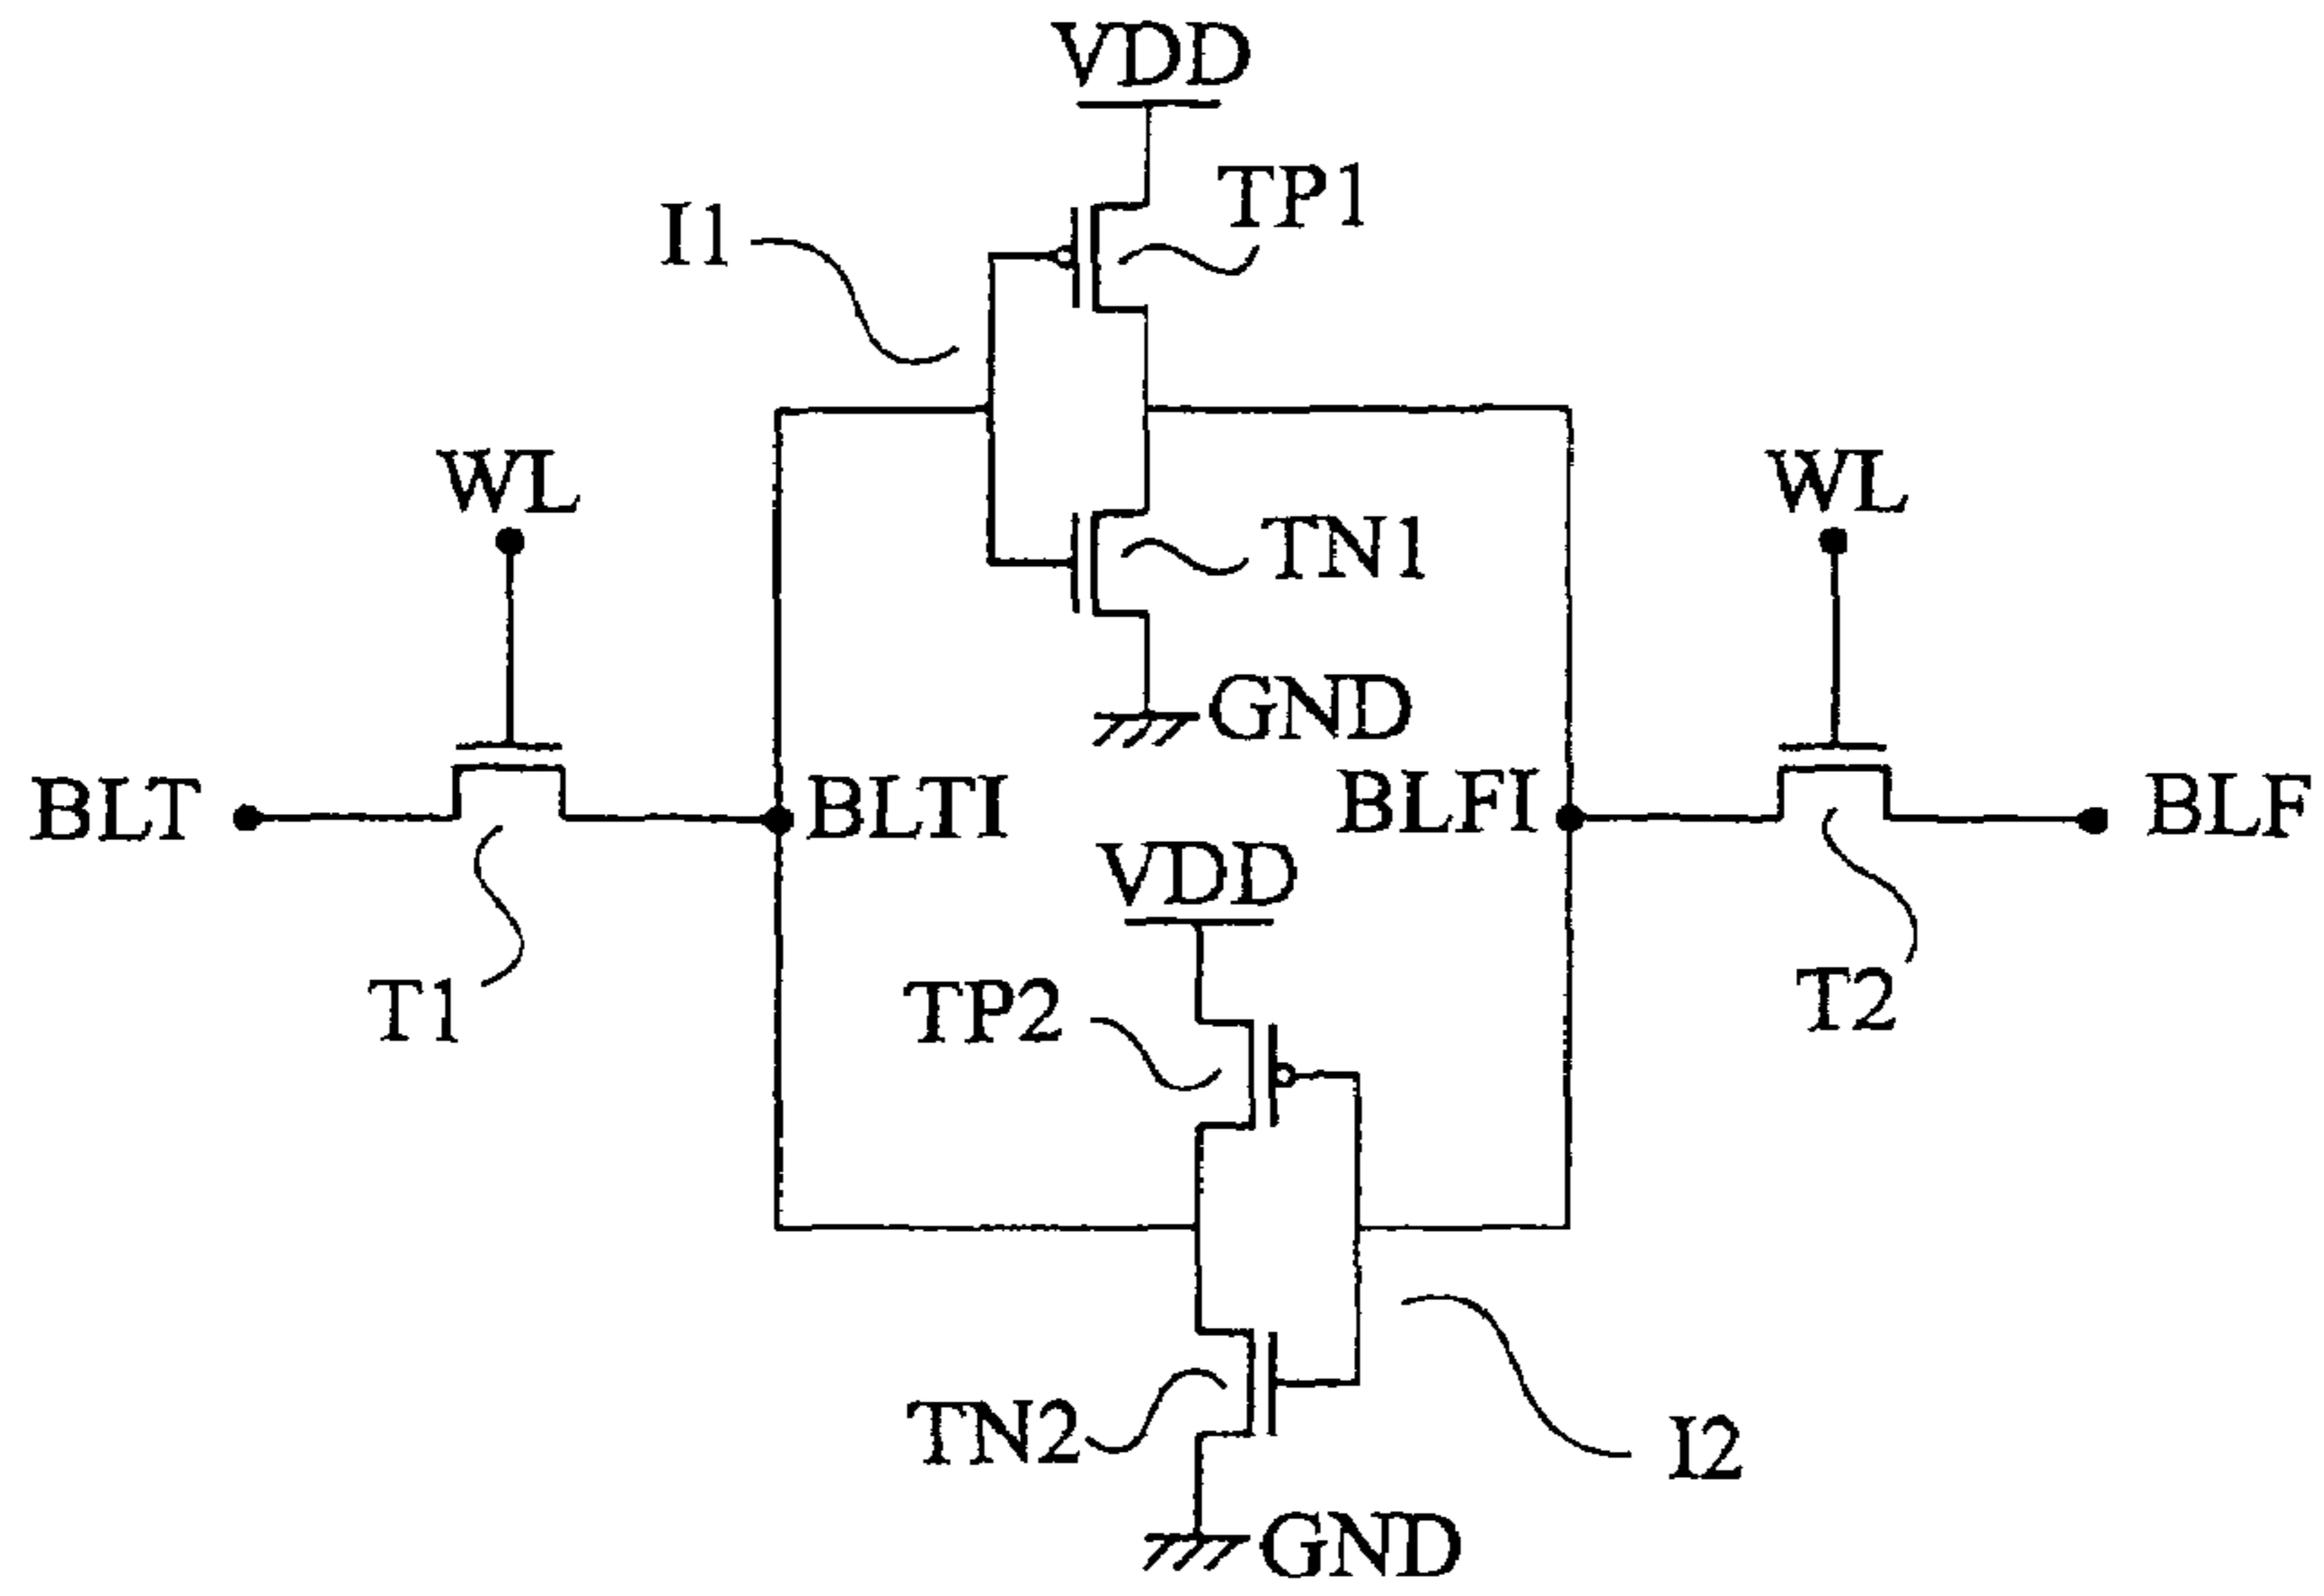 VDD
TP1
I1
WL
WL
TN1
GND
BLT
BLTI
BLFI
BLF
VDD
T1
TP2
T2
TN2
I2
GND